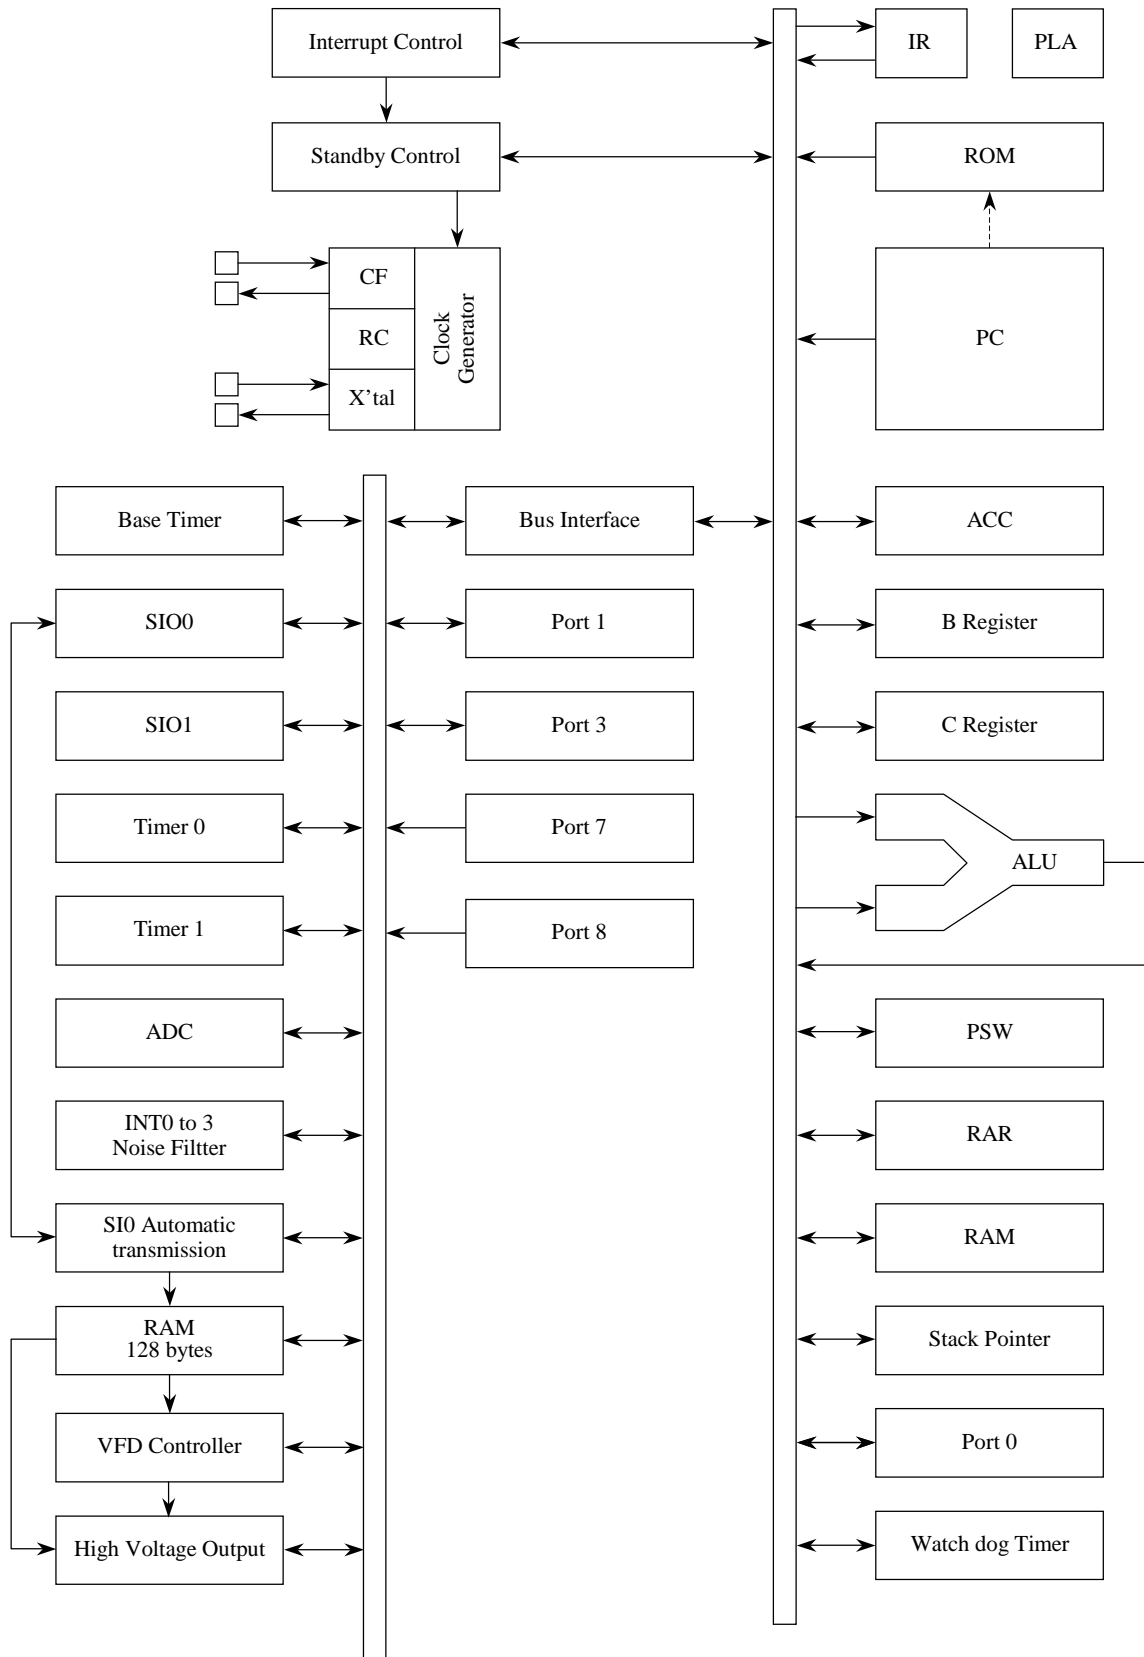 Interrupt Control
IR
PLA
Standby Control
ROM
CF
RC
X'tal
Clock
Generator
PC
Base Timer
Bus Interface
ACC
SIO0
Port 1
B Register
SIO1
Port 3
C Register
Timer 0
Port 7
ALU
Timer 1
Port 8
ADC
PSW
INT0 to 3
Noise Filtter
RAR
SI0 Automatic
transmission
RAM
RAM
128 bytes
Stack Pointer
VFD Controller
Port 0
High Voltage Output
Watch dog Timer